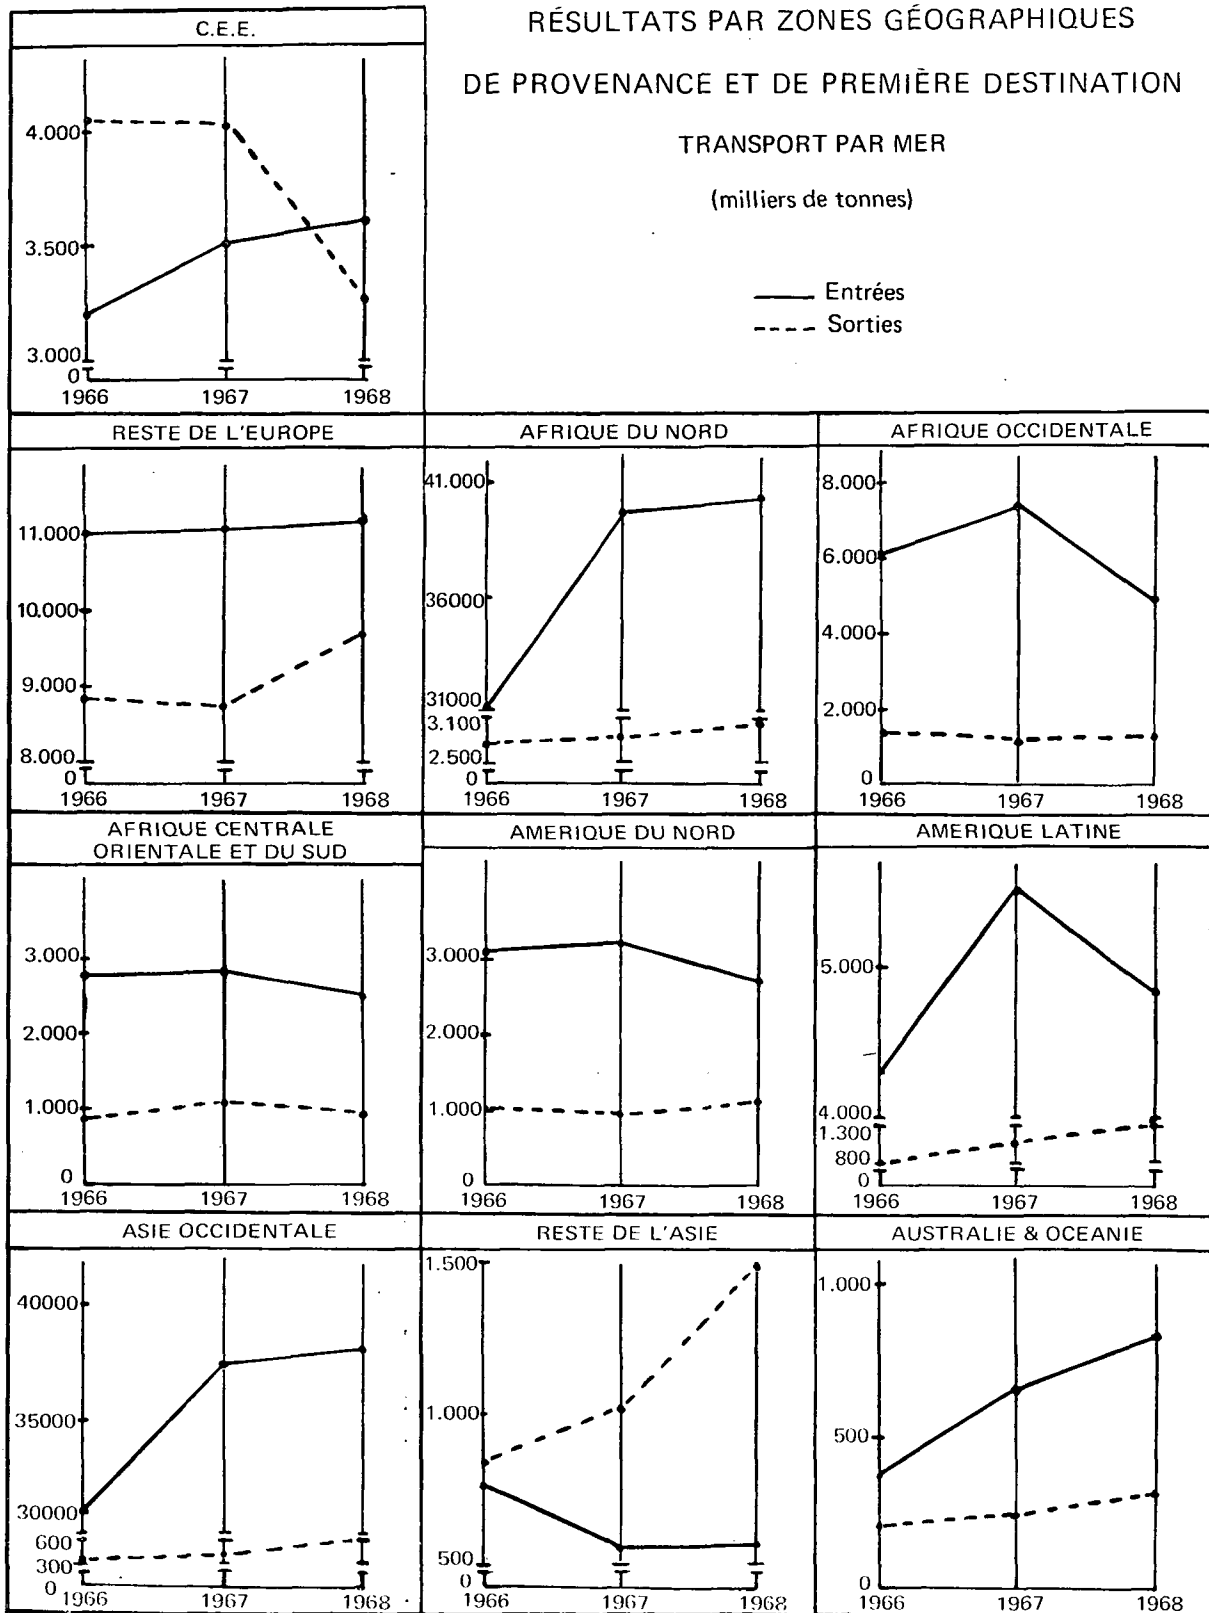 C.E.E.
RÉSULTATS PAR ZONES GÉOGRAPHIQUES
DE PROVENANCE ET DE PREMIÈRE DESTINATION
TRANSPORT PAR MER
(milliers de tonnes)
Entrées
Sorties
4.000
3.500
3.000
0
1966 1967 1968
RESTE DE L'EUROPE
11.000
10.000
9.000
8.000
0
1966 1967 1968
AFRIQUE DU NORD
41.000
36000
31000
3.100
2.500
0
1966 1967 1968
AFRIQUE OCCIDENTALE
8.000
6.000
4.000
2.000
0
1966 1967 1968
AFRIQUE CENTRALE
ORIENTALE ET DU SUD
3.000
2.000
1.000
0
1966 1967 1968
AMERIQUE DU NORD
3.000
2.000
1.000
0
1966 1967 1968
AMERIQUE LATINE
5.000
4.000
1.300
800
0
1966 1967 1968
ASIE OCCIDENTALE
40000
35000
30000
600
300
0
1966 1967 1968
RESTE DE L'ASIE
1.500
1.000
500
0
1966 1967 1968
AUSTRALIE & OCEANIE
1.000
500
0
1966 1967 1968